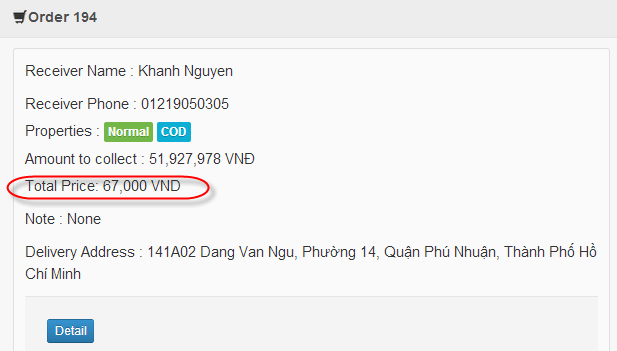 Order 194
Receiver Name : Khanh Nguyen
Receiver Phone : 01219050305
Properties : Normal COD
Amount to collect : 51,927,978 VNĐ
Total Price: 67,000 VND
Note : None
Delivery Address : 141A02 Dang Van Ngu, Phường 14, Quận Phú Nhuận, Thành Phố Hồ
Chí Minh
Detail